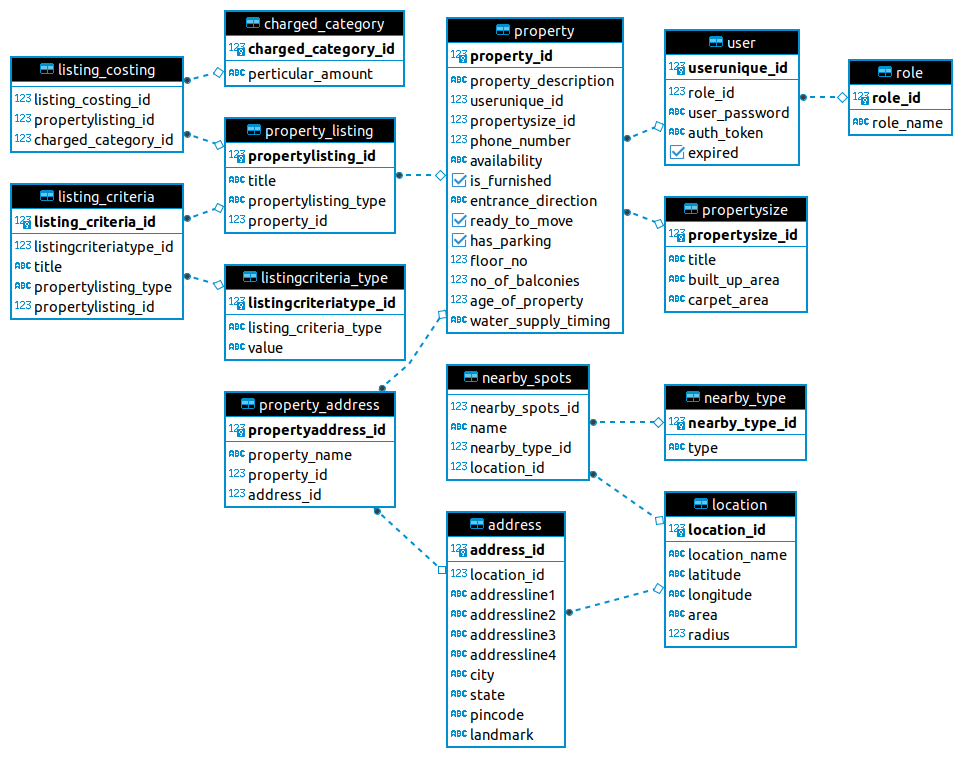 listing_costing
123 listing_costing_id
123 propertylisting_id
123 charged_category_id
charged_category
123 charged_category_id
ABC perticular_amount
property_listing
123 propertylisting_id
ABC title
ABC propertylisting_type
123 property_id
listing_criteria
123 listing_criteria_id
123 listingcriteriatype_id
ABC title
ABC propertylisting_type
123 propertylisting_id
listingcriteria_type
123 listingcriteriatype_id
ABC listing_criteria_type
ABC value
property_address
123 propertyaddress_id
ABC property_name
123 property_id
123 address_id
property
123 property_id
ABC property_description
123 userunique_id
123 propertysize_id
123 phone_number
ABC availability
is_furnished
ABC entrance_direction
ready_to_move
has_parking
123 floor_no
123 no_of_balconies
123 age_of_property
ABC water_supply_timing
user
123 userunique_id
123 role_id
ABC user_password
ABC auth_token
expired
role
123 role_id
ABC role_name
propertysize
123 propertysize_id
ABC title
ABC built_up_area
ABC carpet_area
nearby_spots
123 nearby_spots_id
ABC name
123 nearby_type_id
123 location_id
nearby_type
123 nearby_type_id
ABC type
address
123 address_id
123 location_id
ABC addressline1
ABC addressline2
ABC addressline3
ABC addressline4
ABC city
ABC state
ABC pincode
ABC landmark
location
123 location_id
ABC location_name
ABC latitude
ABC longitude
ABC area
123 radius